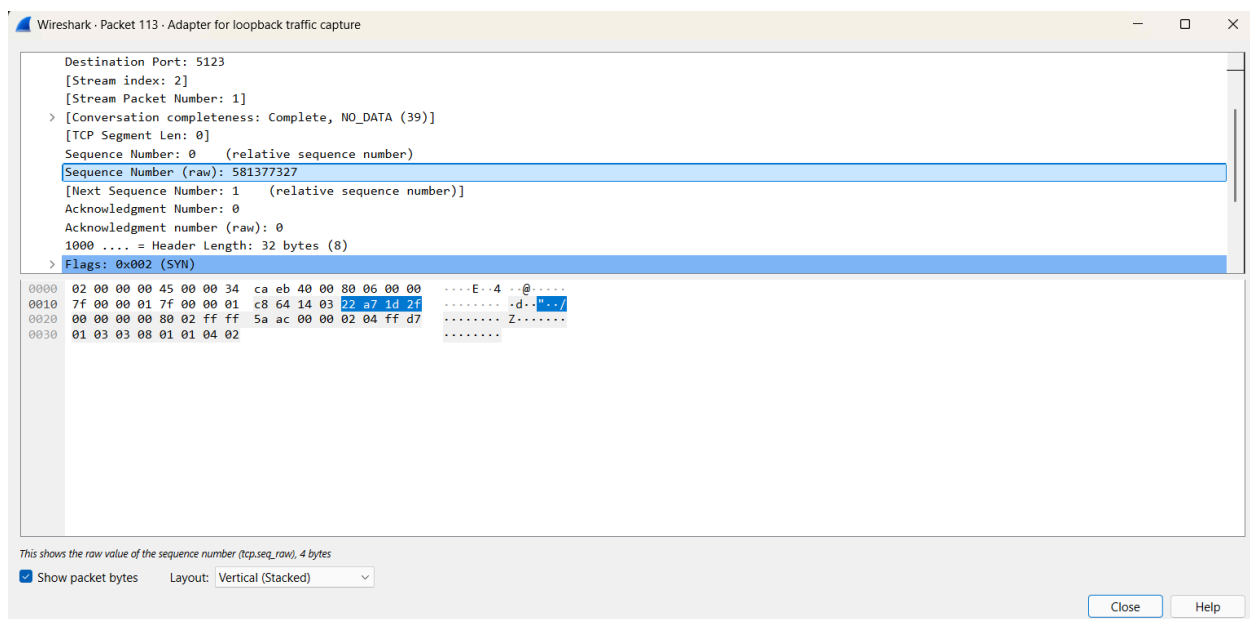 Wireshark · Packet 113 · Adapter for loopback traffic capture
Destination Port: 5123
[Stream index: 2]
[Stream Packet Number: 1]
[Conversation completeness: Complete, NO_DATA (39)]
[TCP Segment Len: 0]
Sequence Number: 0    (relative sequence number)
Sequence Number (raw): 581377327
[Next Sequence Number: 1    (relative sequence number)]
Acknowledgment Number: 0
Acknowledgment number (raw): 0
1000 .... = Header Length: 32 bytes (8)
Flags: 0x002 (SYN)
0000  02 00 00 00 45 00 00 34  ca eb 40 00 80 06 00 00   ····E··4 ··@·····
0010  7f 00 00 01 7f 00 00 01  c8 64 14 03 22 a7 1d 2f   ········ ·d··"··/
0020  00 00 00 00 80 02 ff ff  5a ac 00 00 02 04 ff d7   ········ Z·······
0030  01 03 03 08 01 01 04 02   ········
This shows the raw value of the sequence number (tcp.seq_raw), 4 bytes
Show packet bytes Layout: Vertical (Stacked)
Close Help